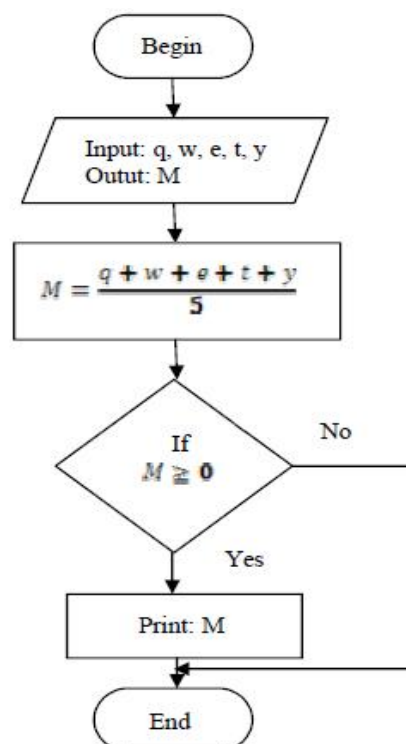 Begin
Input: q, w, e, t, y
Outut: M
M = q + w + e + t + y / 5
If
M ≧ 0
No
Yes
Print: M
End